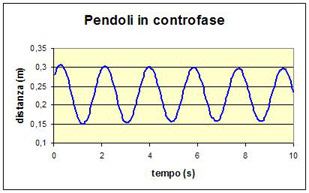 Pendoli in controfase
distanza (m)
0,35
0,3
0,25
0,2
0,15
0,1
0 2 4 6 8 10
tempo (s)